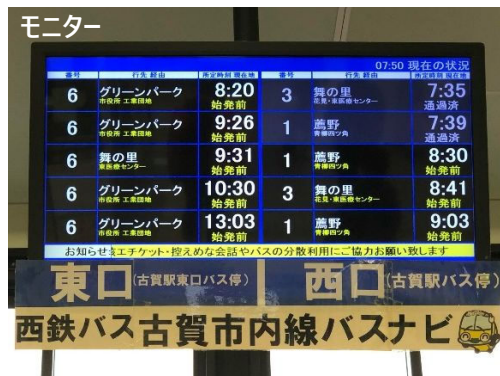 モニター
07:50 現在の状況
番号 行先 経由 所定時刻 現在地 番号 行先 経由 所定時刻 現在地
6 グリーンパーク 市役所 工業団地 8:20 始発前
3 舞の里 花見・東医療センター 7:35 通過済
6 グリーンパーク 市役所 工業団地 9:26 始発前
1 薦野 青柳四ツ角 7:39 通過済
6 舞の里 東医療センター 9:31 始発前
1 薦野 青柳四ツ角 8:30 始発前
6 グリーンパーク 市役所 工業団地 10:30 始発前
3 舞の里 花見・東医療センター 8:41 始発前
6 グリーンパーク 市役所 工業団地 13:03 始発前
1 薦野 青柳四ツ角 9:03 始発前
お知らせ エチケット・控えめな会話やバスの分散利用にご協力お願い致します
東口(古賀駅東口バス停) 西口(古賀駅バス停)
西鉄バス古賀市内線バスナビ